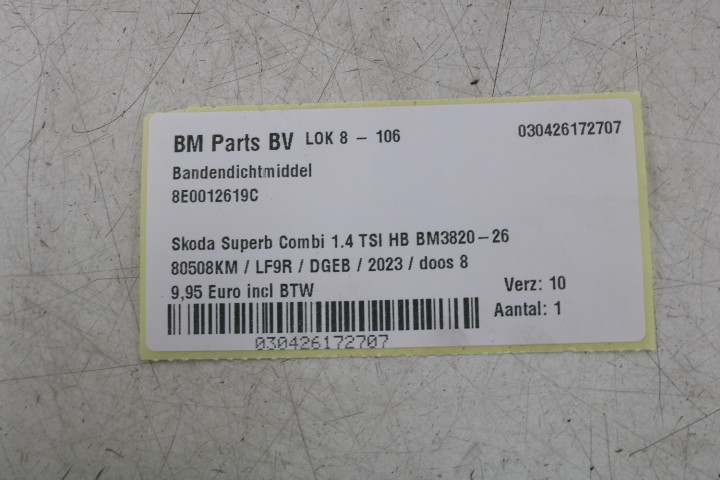 BM Parts BV LOK 8 - 106 030426172707
Bandendichtmiddel
8E0012619C
Skoda Superb Combi 1.4 TSI HB BM3820-26
80508KM / LF9R / DGEB / 2023 / doos 8
9,95 Euro incl BTW Verz: 10
Aantal: 1
030426172707